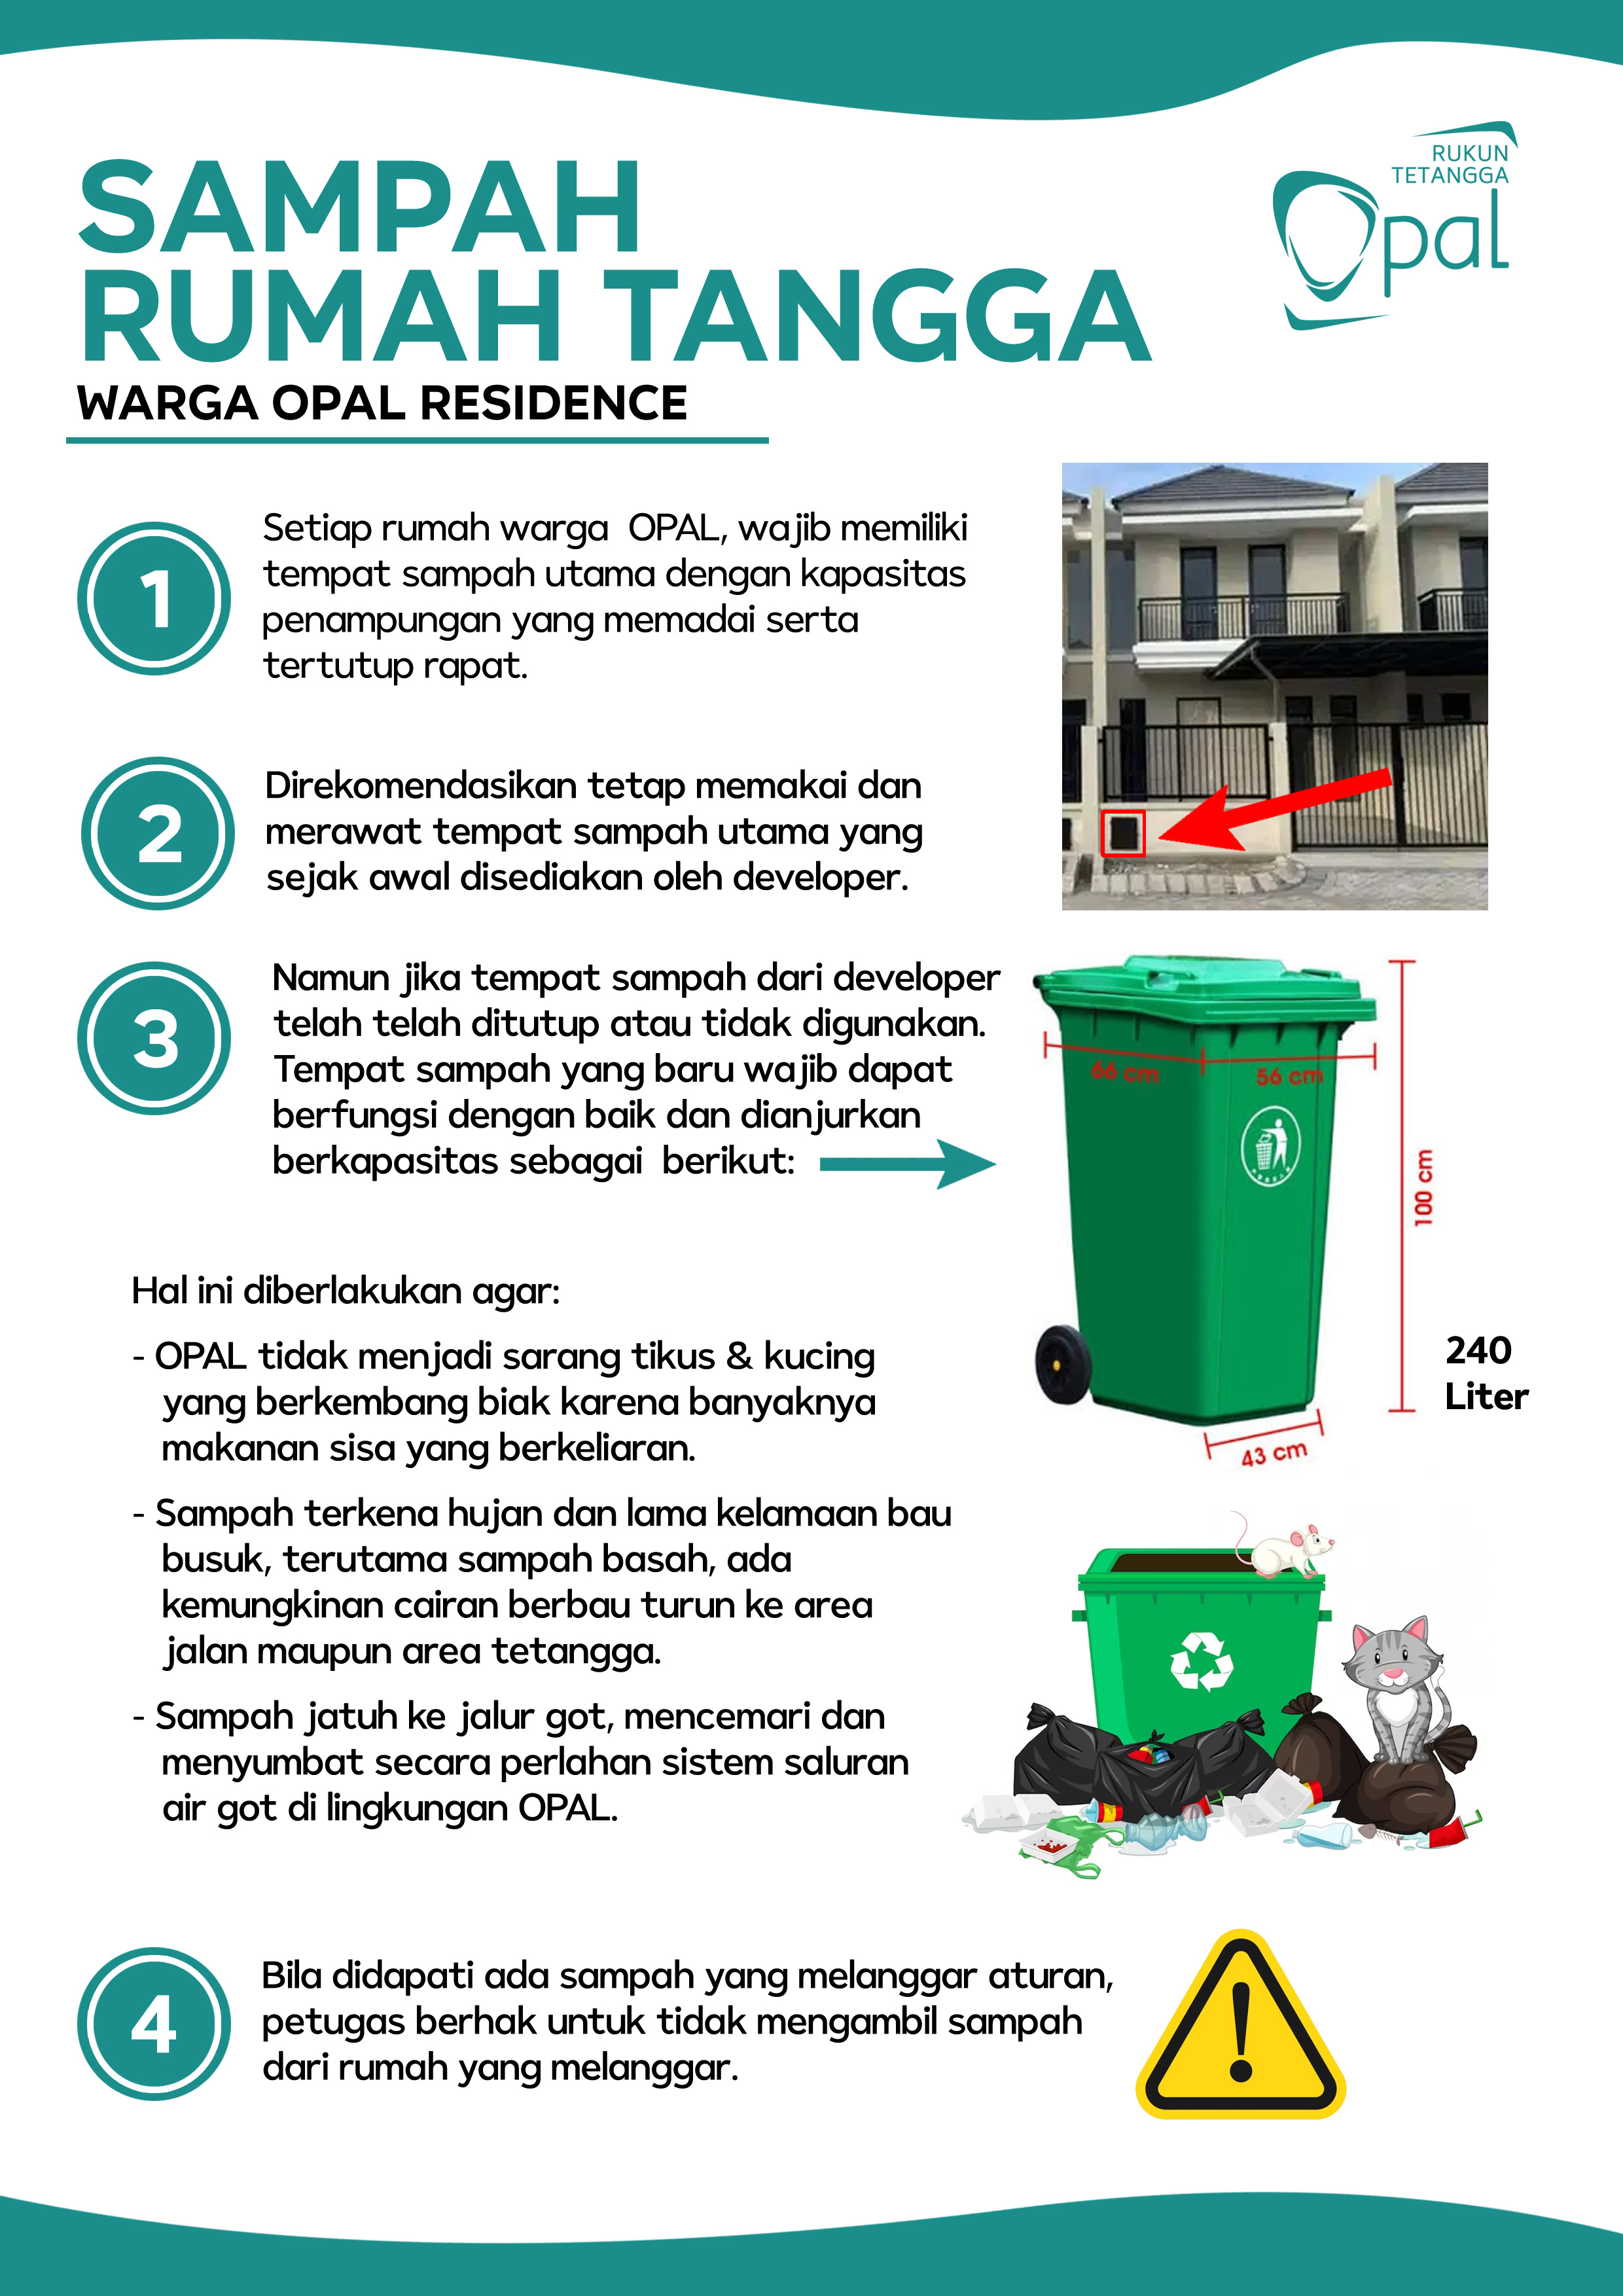 SAMPAH
RUMAH TANGGA
WARGA OPAL RESIDENCE
RUKUN
TETANGGA
Opal
1
Setiap rumah warga  OPAL, wajib memiliki
tempat sampah utama dengan kapasitas
penampungan yang memadai serta
tertutup rapat.
2
Direkomendasikan tetap memakai dan
merawat tempat sampah utama yang
sejak awal disediakan oleh developer.
3
Namun jika tempat sampah dari developer
telah telah ditutup atau tidak digunakan.
Tempat sampah yang baru wajib dapat
berfungsi dengan baik dan dianjurkan
berkapasitas sebagai  berikut:
66 cm
56 cm
100 cm
43 cm
240
Liter
Hal ini diberlakukan agar:
- OPAL tidak menjadi sarang tikus & kucing
yang berkembang biak karena banyaknya
makanan sisa yang berkeliaran.
- Sampah terkena hujan dan lama kelamaan bau
busuk, terutama sampah basah, ada
kemungkinan cairan berbau turun ke area
jalan maupun area tetangga.
- Sampah jatuh ke jalur got, mencemari dan
menyumbat secara perlahan sistem saluran
air got di lingkungan OPAL.
4
Bila didapati ada sampah yang melanggar aturan,
petugas berhak untuk tidak mengambil sampah
dari rumah yang melanggar.
!